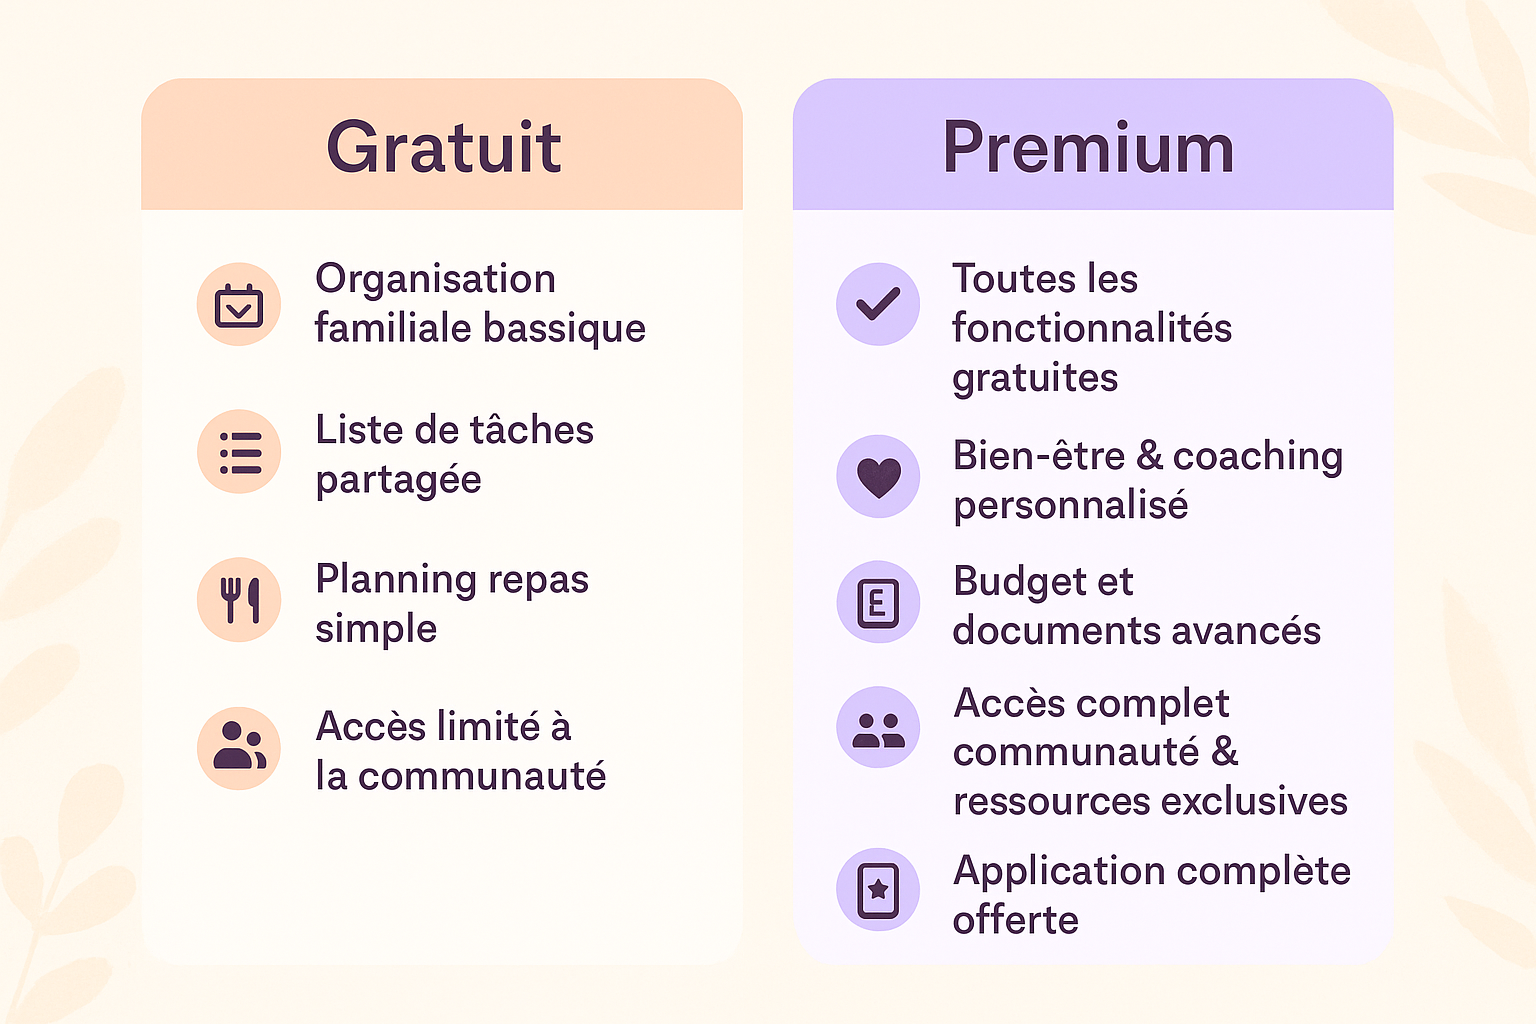 Gratuit
Organisation
familiale bassique
Liste de tâches
partagée
Planning repas
simple
Accès limité à
la communauté
Premium
Toutes les
fonctionnalités
gratuites
Bien-être & coaching
personnalisé
E
Budget et
documents avancés
Accès complet
communauté &
ressources exclusives
Application complète
offerte